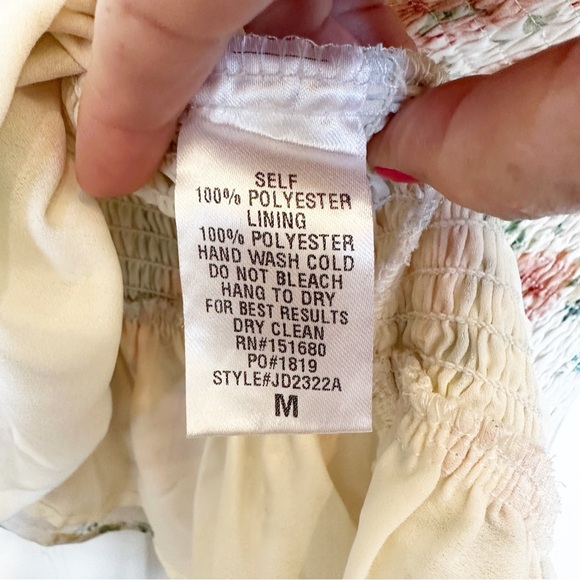 SELF
100% POLYESTER
LINING
100% POLYESTER
HAND WASH COLD
DO NOT BLEACH
HANG TO DRY
FOR BEST RESULTS
DRY CLEAN
RN#151680
PO#1819
STYLE#JD2322A
M